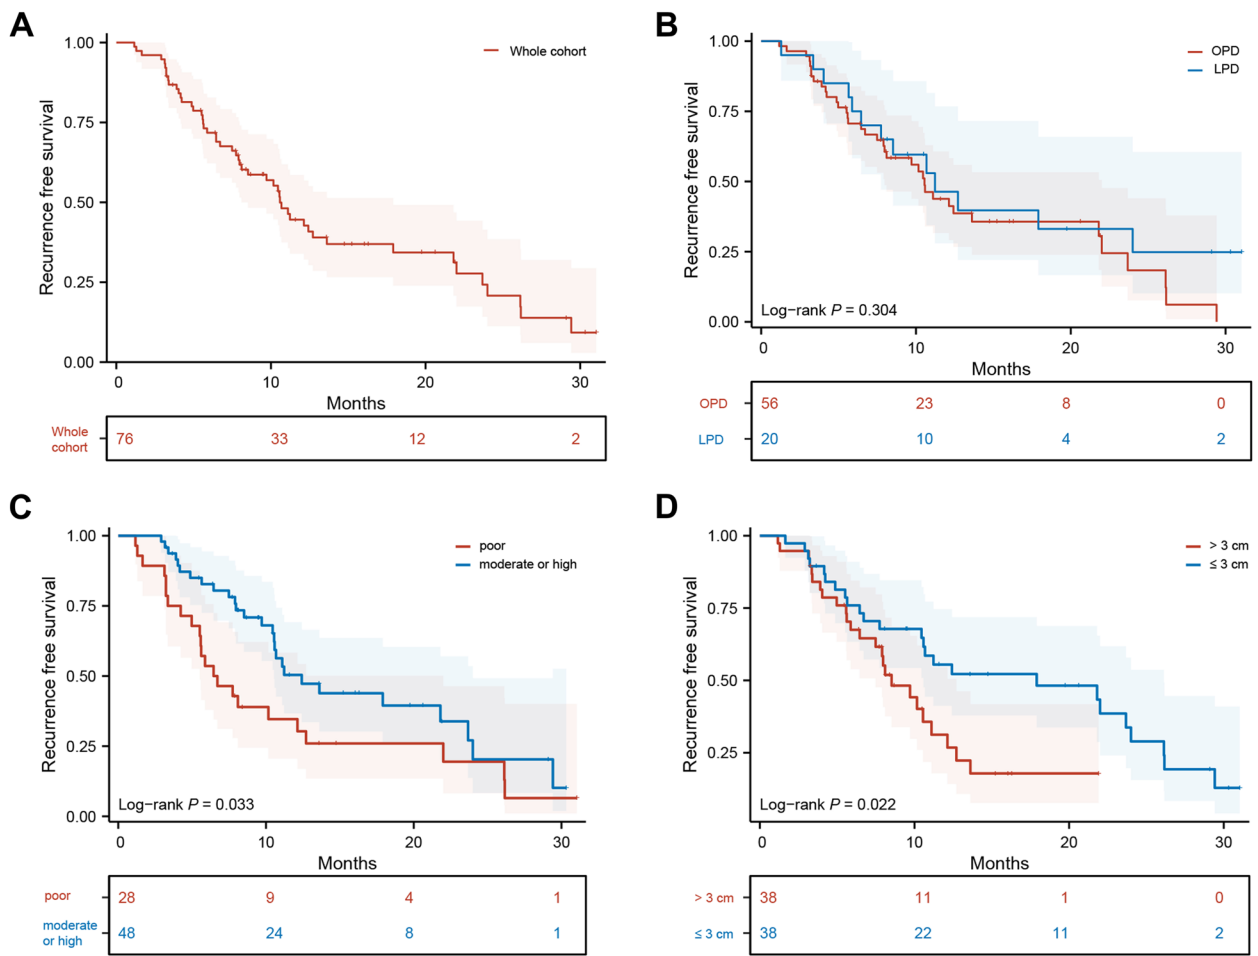 A
Whole cohort
Recurrence free survival
1.00
0.75
0.50
0.25
0.00
0 10 20 30
Months
Whole cohort
76 33 12 2
B
OPD
LPD
Recurrence free survival
1.00
0.75
0.50
0.25
0.00
Log−rank P = 0.304
0 10 20 30
Months
OPD 56 23 8 0
LPD 20 10 4 2
C
poor
moderate or high
Recurrence free survival
1.00
0.75
0.50
0.25
0.00
Log−rank P = 0.033
0 10 20 30
Months
poor 28 9 4 1
moderate or high 48 24 8 1
D
> 3 cm
≤ 3 cm
Recurrence free survival
1.00
0.75
0.50
0.25
Log−rank P = 0.022
0 10 20 30
Months
> 3 cm 38 11 1 0
≤ 3 cm 38 22 11 2